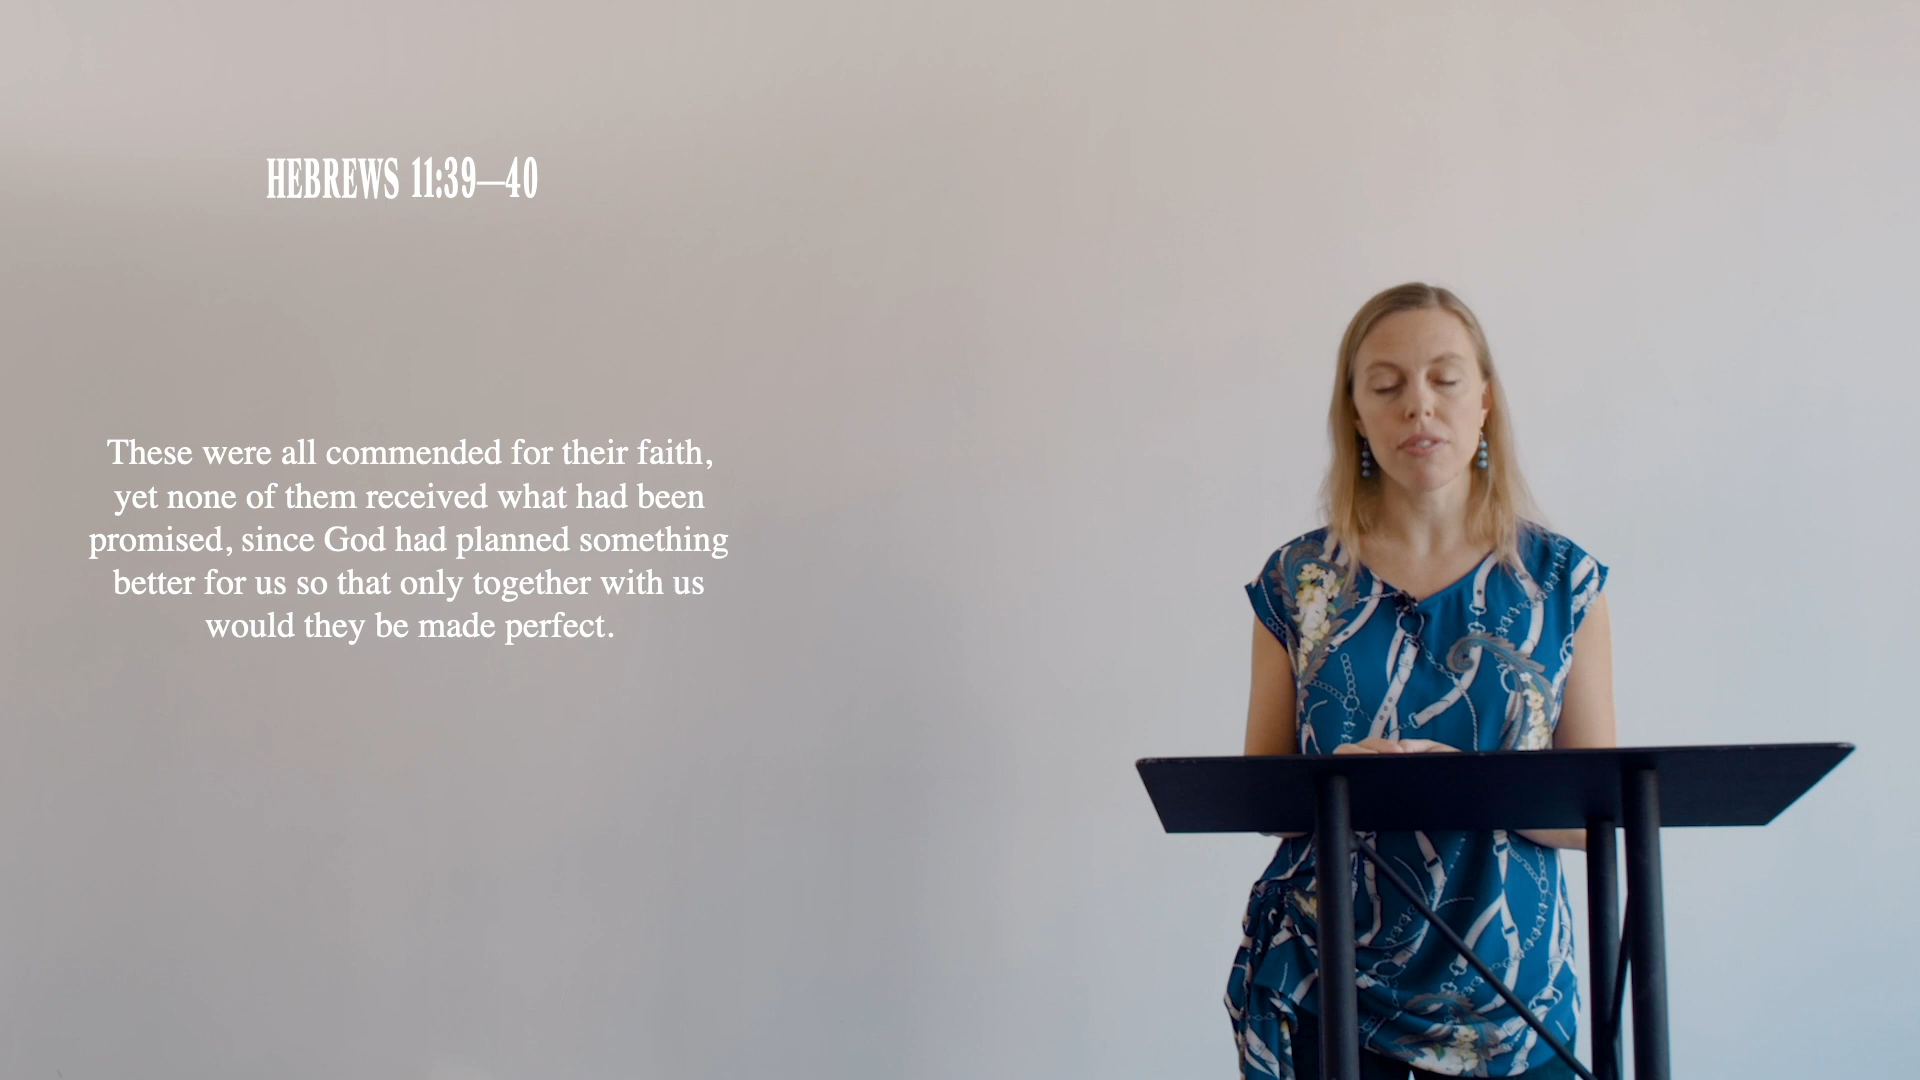 HEBREWS 11:39—40
These were all commended for their faith,
yet none of them received what had been
promised, since God had planned something
better for us so that only together with us
would they be made perfect.